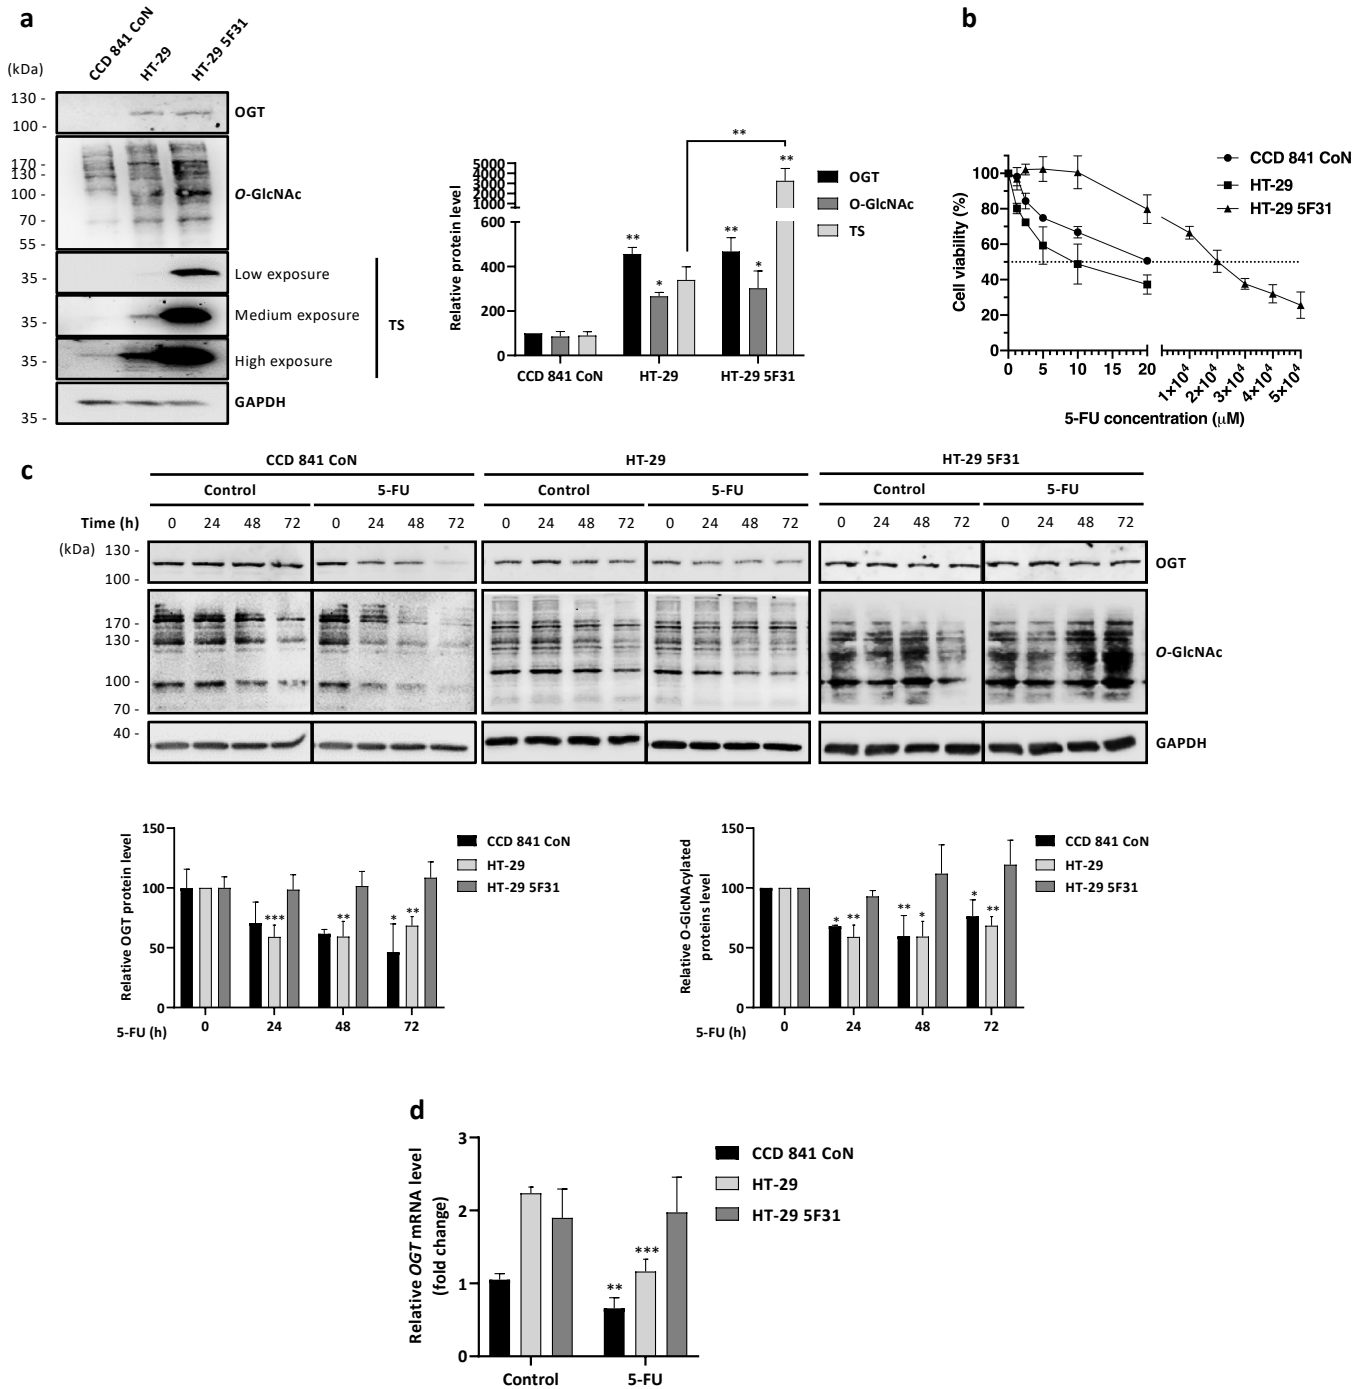 a
CCD 841 CoN
HT-29
HT-29 5F31
(kDa)
130 -
100 -
OGT
170 -
130 -
100 -
70 -
55 -
O-GlcNAc
35 -
Low exposure
35 -
Medium exposure
35 -
High exposure
TS
35 -
GAPDH
Relative protein level
5000
4000
3000
2000
1000
600
400
200
0
** * ** * ** **
CCD 841 CoN HT-29 HT-29 5F31
OGT
O-GlcNAc
TS
b
Cell viability (%)
100
80
60
40
20
0
0 5 10 15 20 1×10⁴ 2×10⁴ 3×10⁴ 4×10⁴ 5×10⁴
5-FU concentration (μM)
CCD 841 CoN
HT-29
HT-29 5F31
c
CCD 841 CoN HT-29 HT-29 5F31
Control 5-FU Control 5-FU Control 5-FU
Time (h) 0 24 48 72 0 24 48 72 0 24 48 72 0 24 48 72 0 24 48 72 0 24 48 72
(kDa)
130 -
100 -
OGT
170 -
130 -
100 -
70 -
O-GlcNAc
40 -
GAPDH
Relative OGT protein level
150
100
50
0
*** ** * **
0 24 48 72
5-FU (h)
CCD 841 CoN
HT-29
HT-29 5F31
Relative O-GlcNAcylated
proteins level
150
100
50
0
* ** ** * * **
0 24 48 72
5-FU (h)
CCD 841 CoN
HT-29
HT-29 5F31
d
Relative OGT mRNA level
(fold change)
3
2
1
0
** ***
Control 5-FU
CCD 841 CoN
HT-29
HT-29 5F31